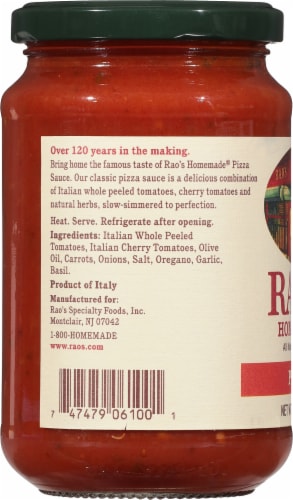 Over 120 years in the making.
Bring home the famous taste of Rao's Homemade® Pizza
Sauce. Our classic pizza sauce is a delicious combination
of Italian whole peeled tomatoes, cherry tomatoes and
natural herbs, slow-simmered to perfection.
Heat. Serve. Refrigerate after opening.
Ingredients: Italian Whole Peeled
Tomatoes, Italian Cherry Tomatoes, Olive
Oil, Carrots, Onions, Salt, Oregano, Garlic,
Basil.
Product of Italy
Manufactured for:
Rao's Specialty Foods, Inc.
Montclair, NJ 07042
1-800-HOMEMADE
www.raos.com
7 47479 06100 1
RA
HOM
NET